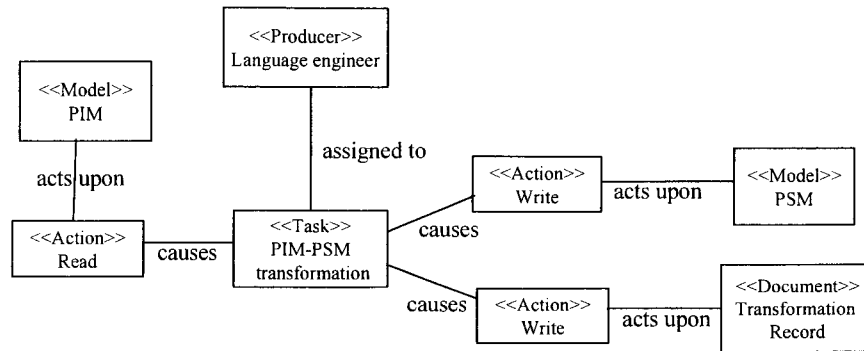 <<Producer>>
Language engineer
<<Model>>
PIM
assigned to
acts upon
<<Action>>
Write
acts upon
<<Model>>
PSM
<<Action>>
Read
causes
<<Task>>
PIM-PSM
transformation
causes
causes
<<Action>>
Write
acts upon
<<Document>>
Transformation
Record